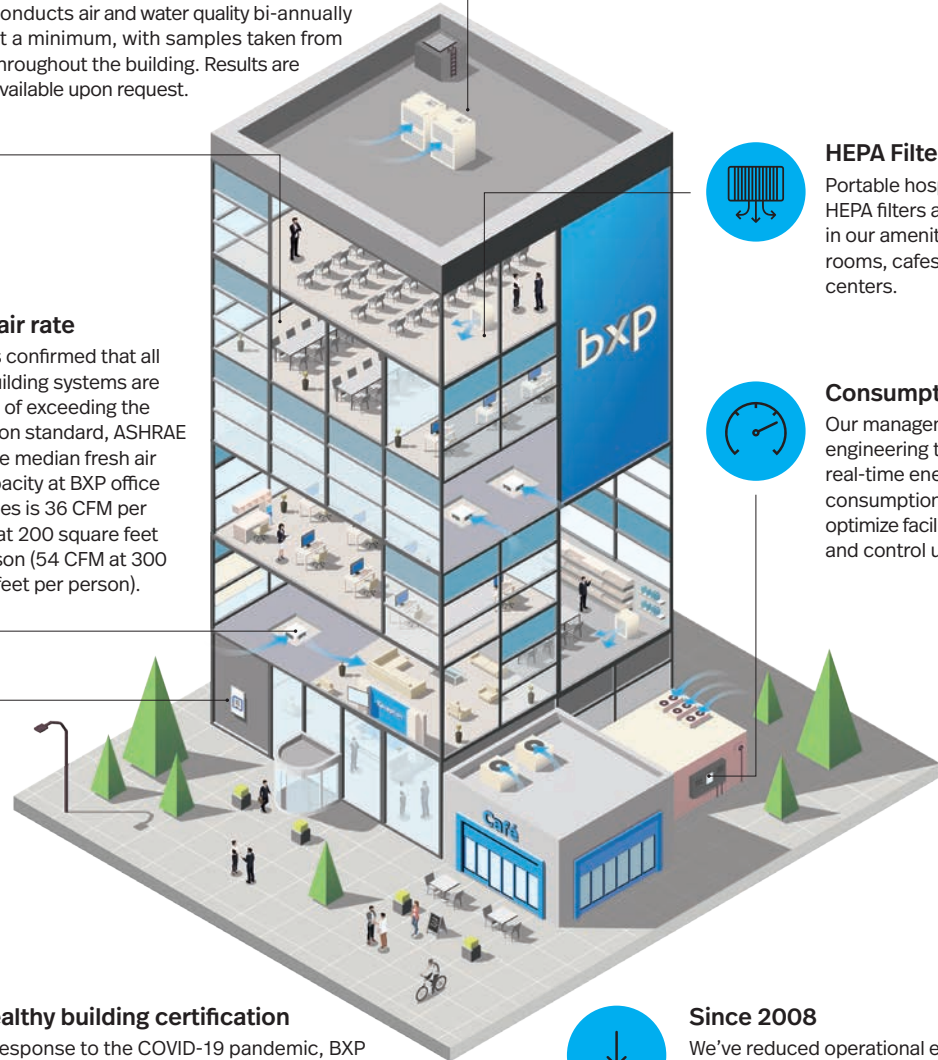 onducts air and water quality bi-annually
t a minimum, with samples taken from
hroughout the building. Results are
vailable upon request.
HEPA Filte
Portable hosp
HEPA filters a
in our amenit
rooms, cafes
centers.
air rate
s confirmed that all
uilding systems are
of exceeding the
on standard, ASHRAE
e median fresh air
pacity at BXP office
es is 36 CFM per
at 200 square feet
son (54 CFM at 300
feet per person).
bxp
Consumpt
Our manager
engineering t
real-time ene
consumption
optimize facil
and control u
Café
ealthy building certification
esponse to the COVID-19 pandemic, BXP
Since 2008
We've reduced operational e